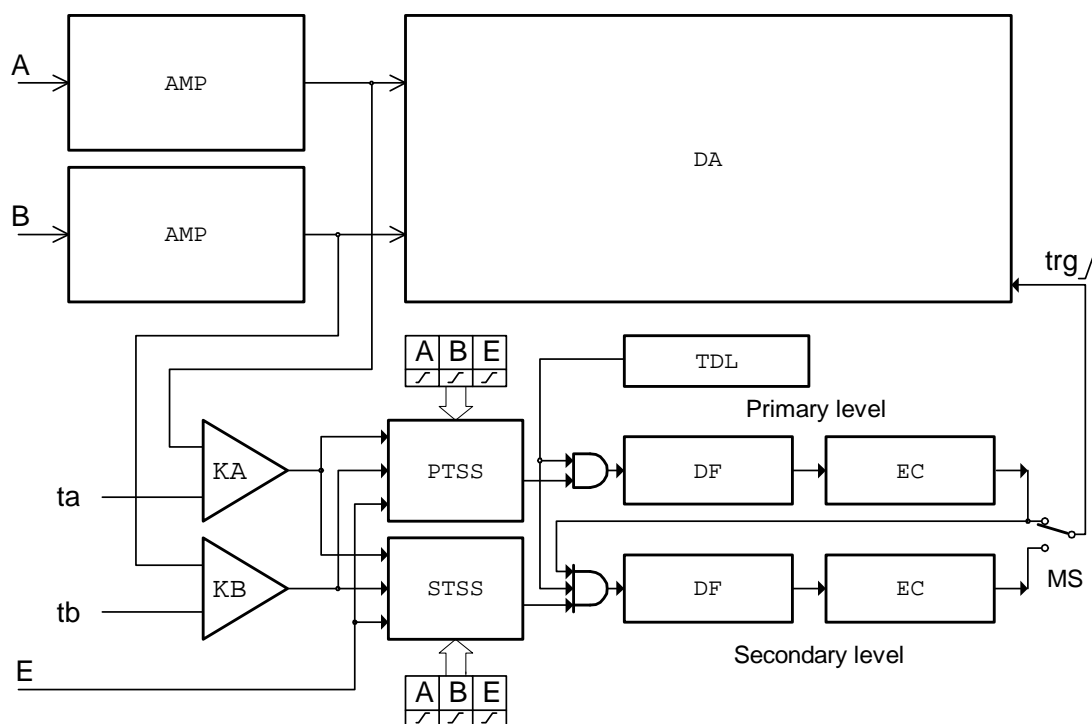 A
AMP
DA
B
AMP
trg_/
A B E
TDL
Primary level
KA
PTSS
DF
EC
ta
KB
STSS
DF
EC
MS
tb
Secondary level
E
A B E